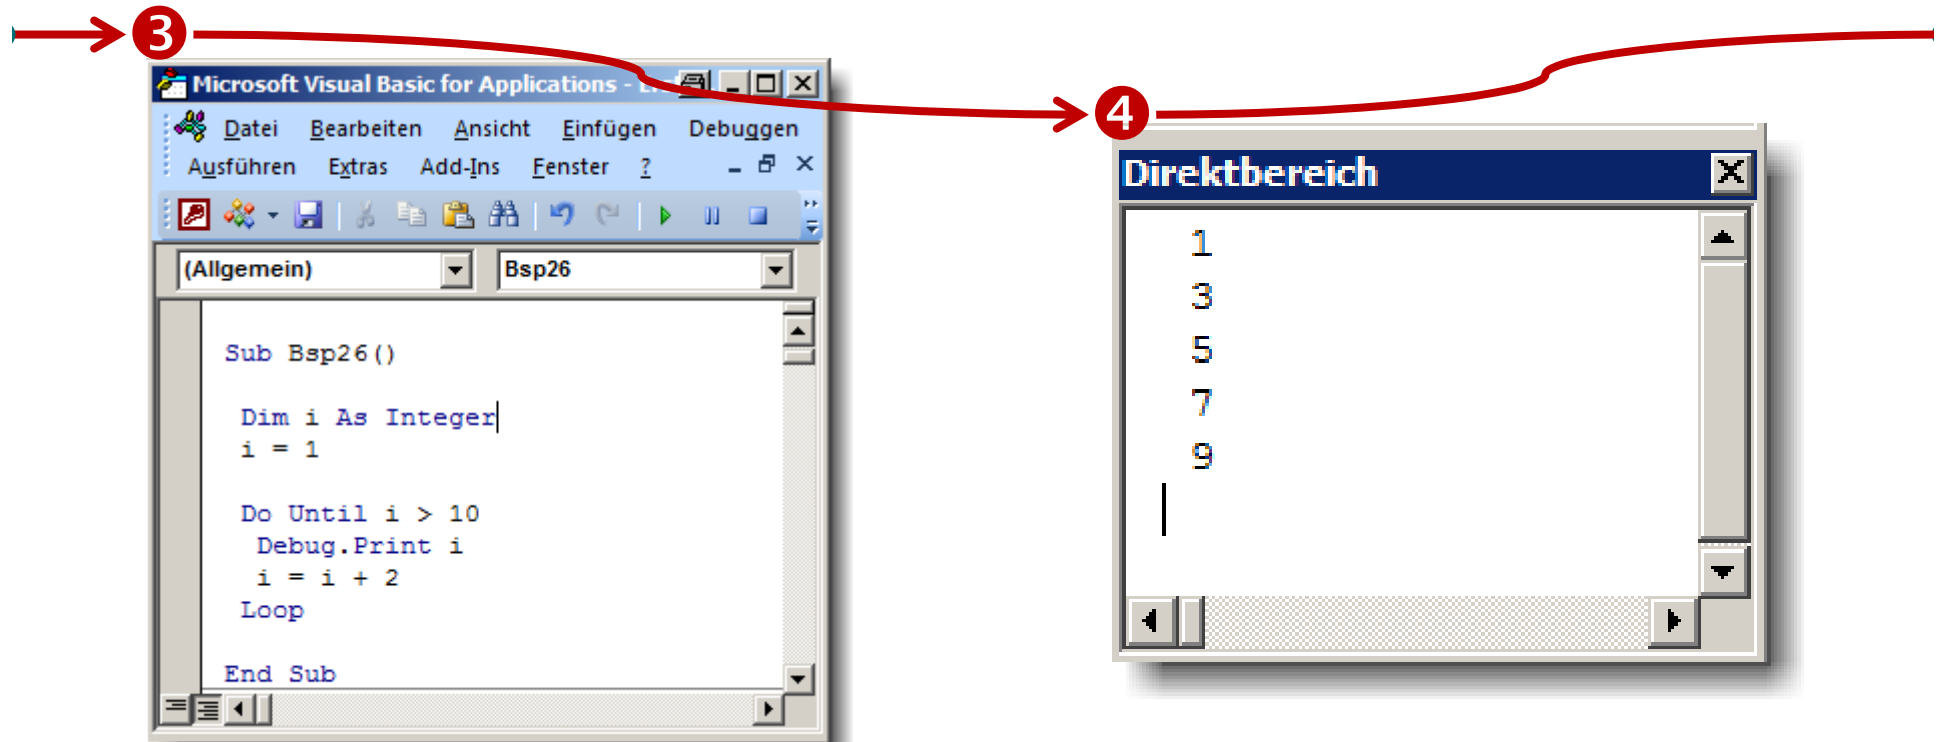 3
Microsoft Visual Basic for Applications -
Datei Bearbeiten Ansicht Einfügen Debuggen
Ausführen Extras Add-Ins Fenster ?
(Allgemein) Bsp26
Sub Bsp26()
Dim i As Integer
i = 1
Do Until i > 10
Debug.Print i
i = i + 2
Loop
End Sub
4
Direktbereich
1
3
5
7
9